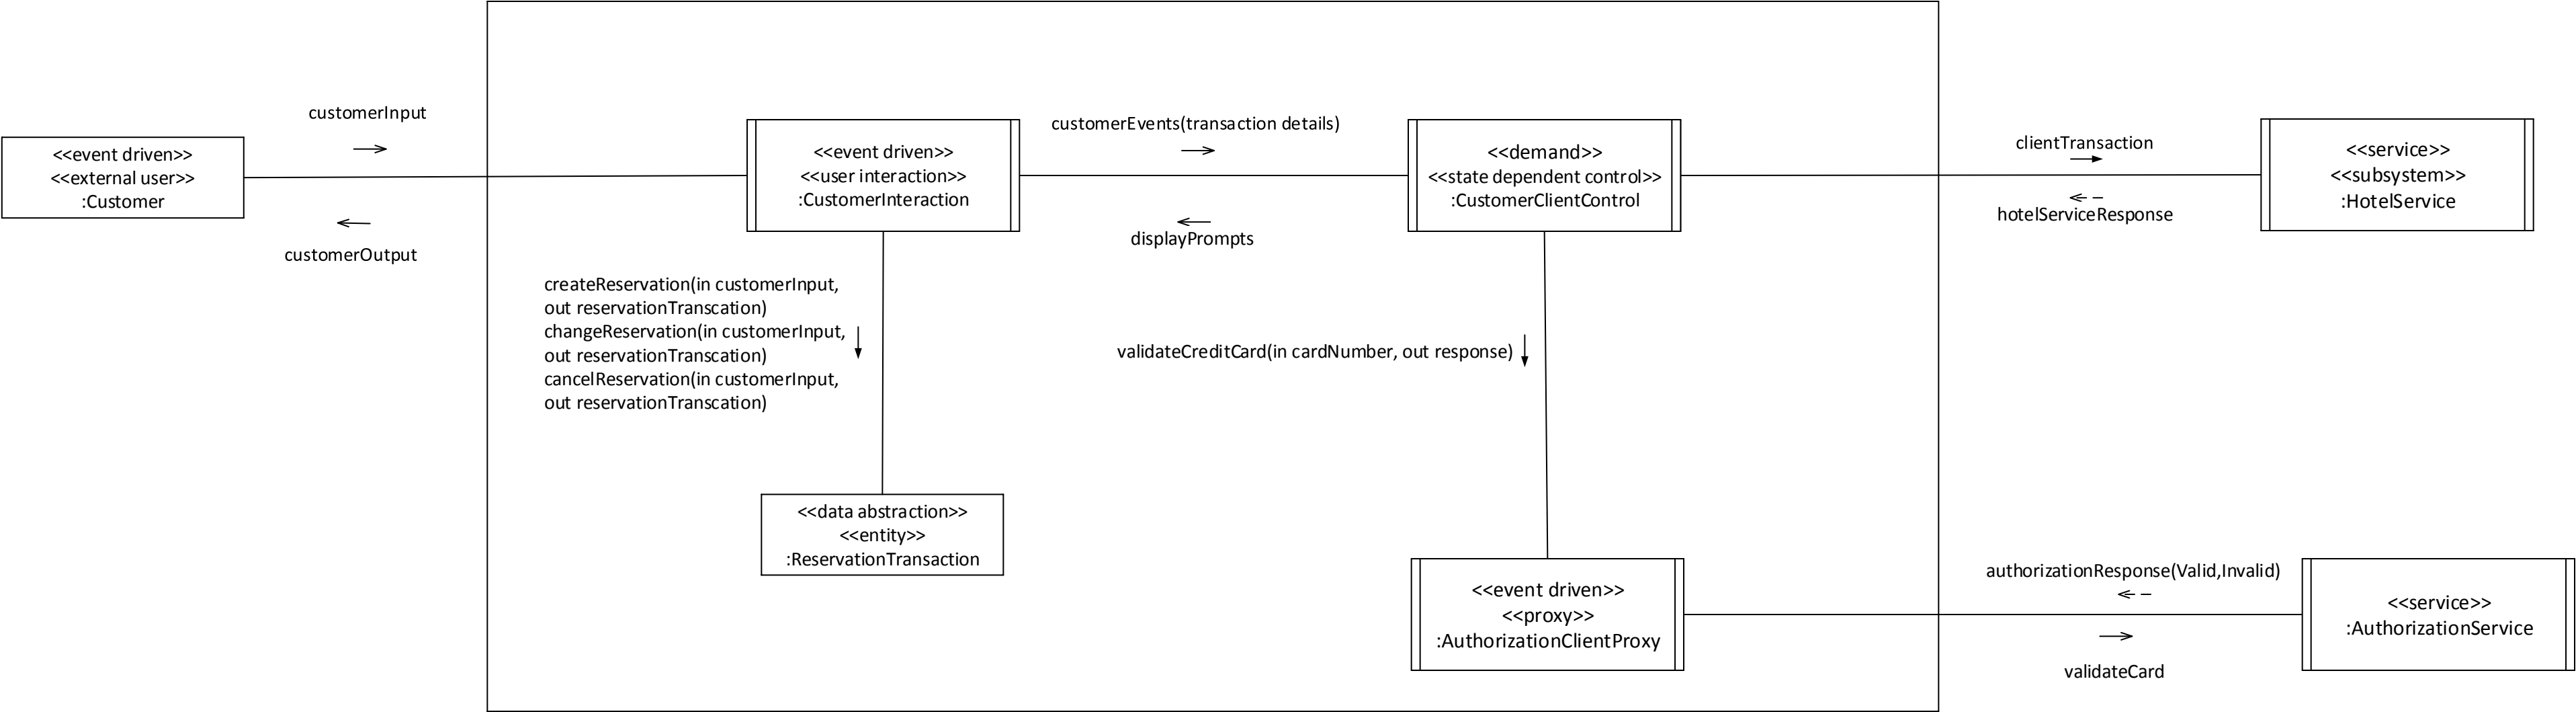 customerInput
<<event driven>>
<<external user>>
:Customer
customerOutput
<<event driven>>
<<user interaction>>
:CustomerInteraction
customerEvents(transaction details)
displayPrompts
<<demand>>
<<state dependent control>>
:CustomerClientControl
clientTransaction
hotelServiceResponse
<<service>>
<<subsystem>>
:HotelService
createReservation(in customerInput,
out reservationTranscation)
changeReservation(in customerInput,
out reservationTranscation)
cancelReservation(in customerInput,
out reservationTranscation)
validateCreditCard(in cardNumber, out response)
<<data abstraction>>
<<entity>>
:ReservationTransaction
<<event driven>>
<<proxy>>
:AuthorizationClientProxy
authorizationResponse(Valid,Invalid)
validateCard
<<service>>
:AuthorizationService